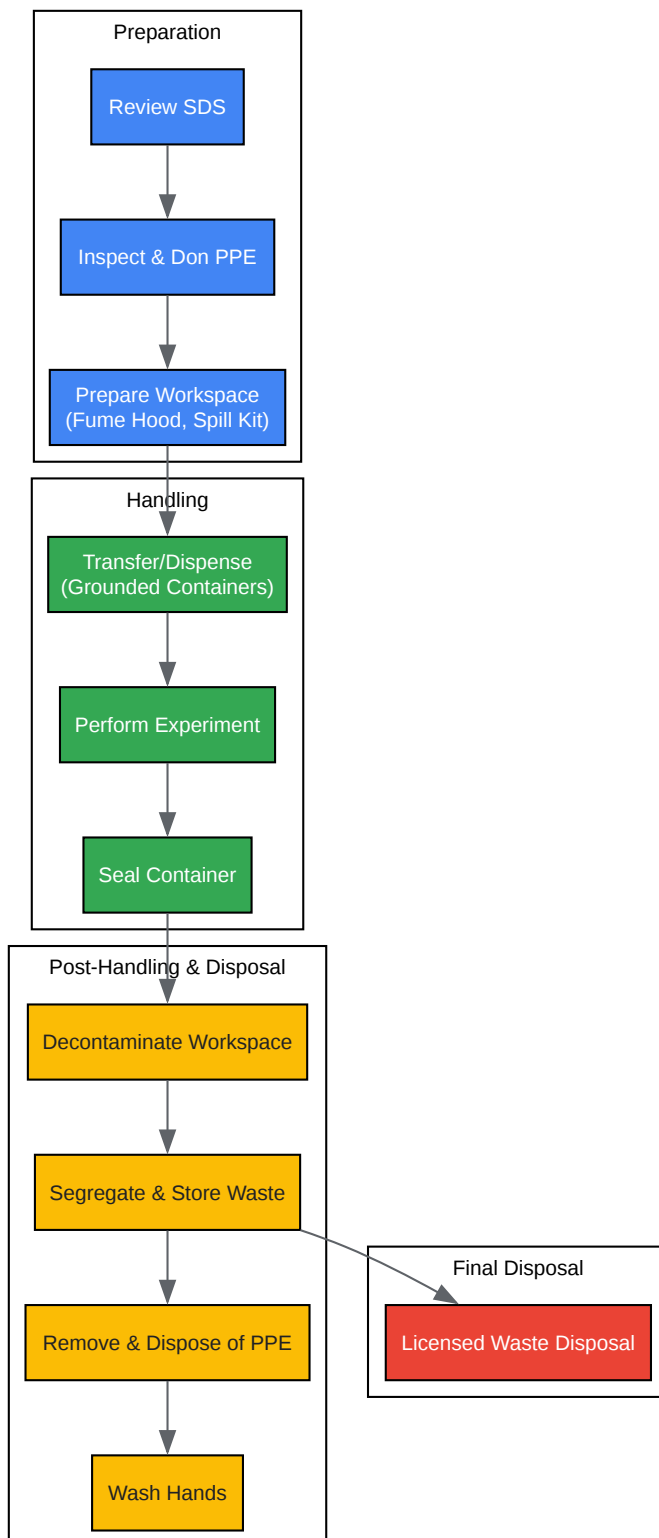 Preparation
Review SDS
Inspect & Don PPE
Prepare Workspace
(Fume Hood, Spill Kit)
Handling
Transfer/Dispense
(Grounded Containers)
Perform Experiment
Seal Container
Post-Handling & Disposal
Decontaminate Workspace
Segregate & Store Waste
Remove & Dispose of PPE
Wash Hands
Final Disposal
Licensed Waste Disposal